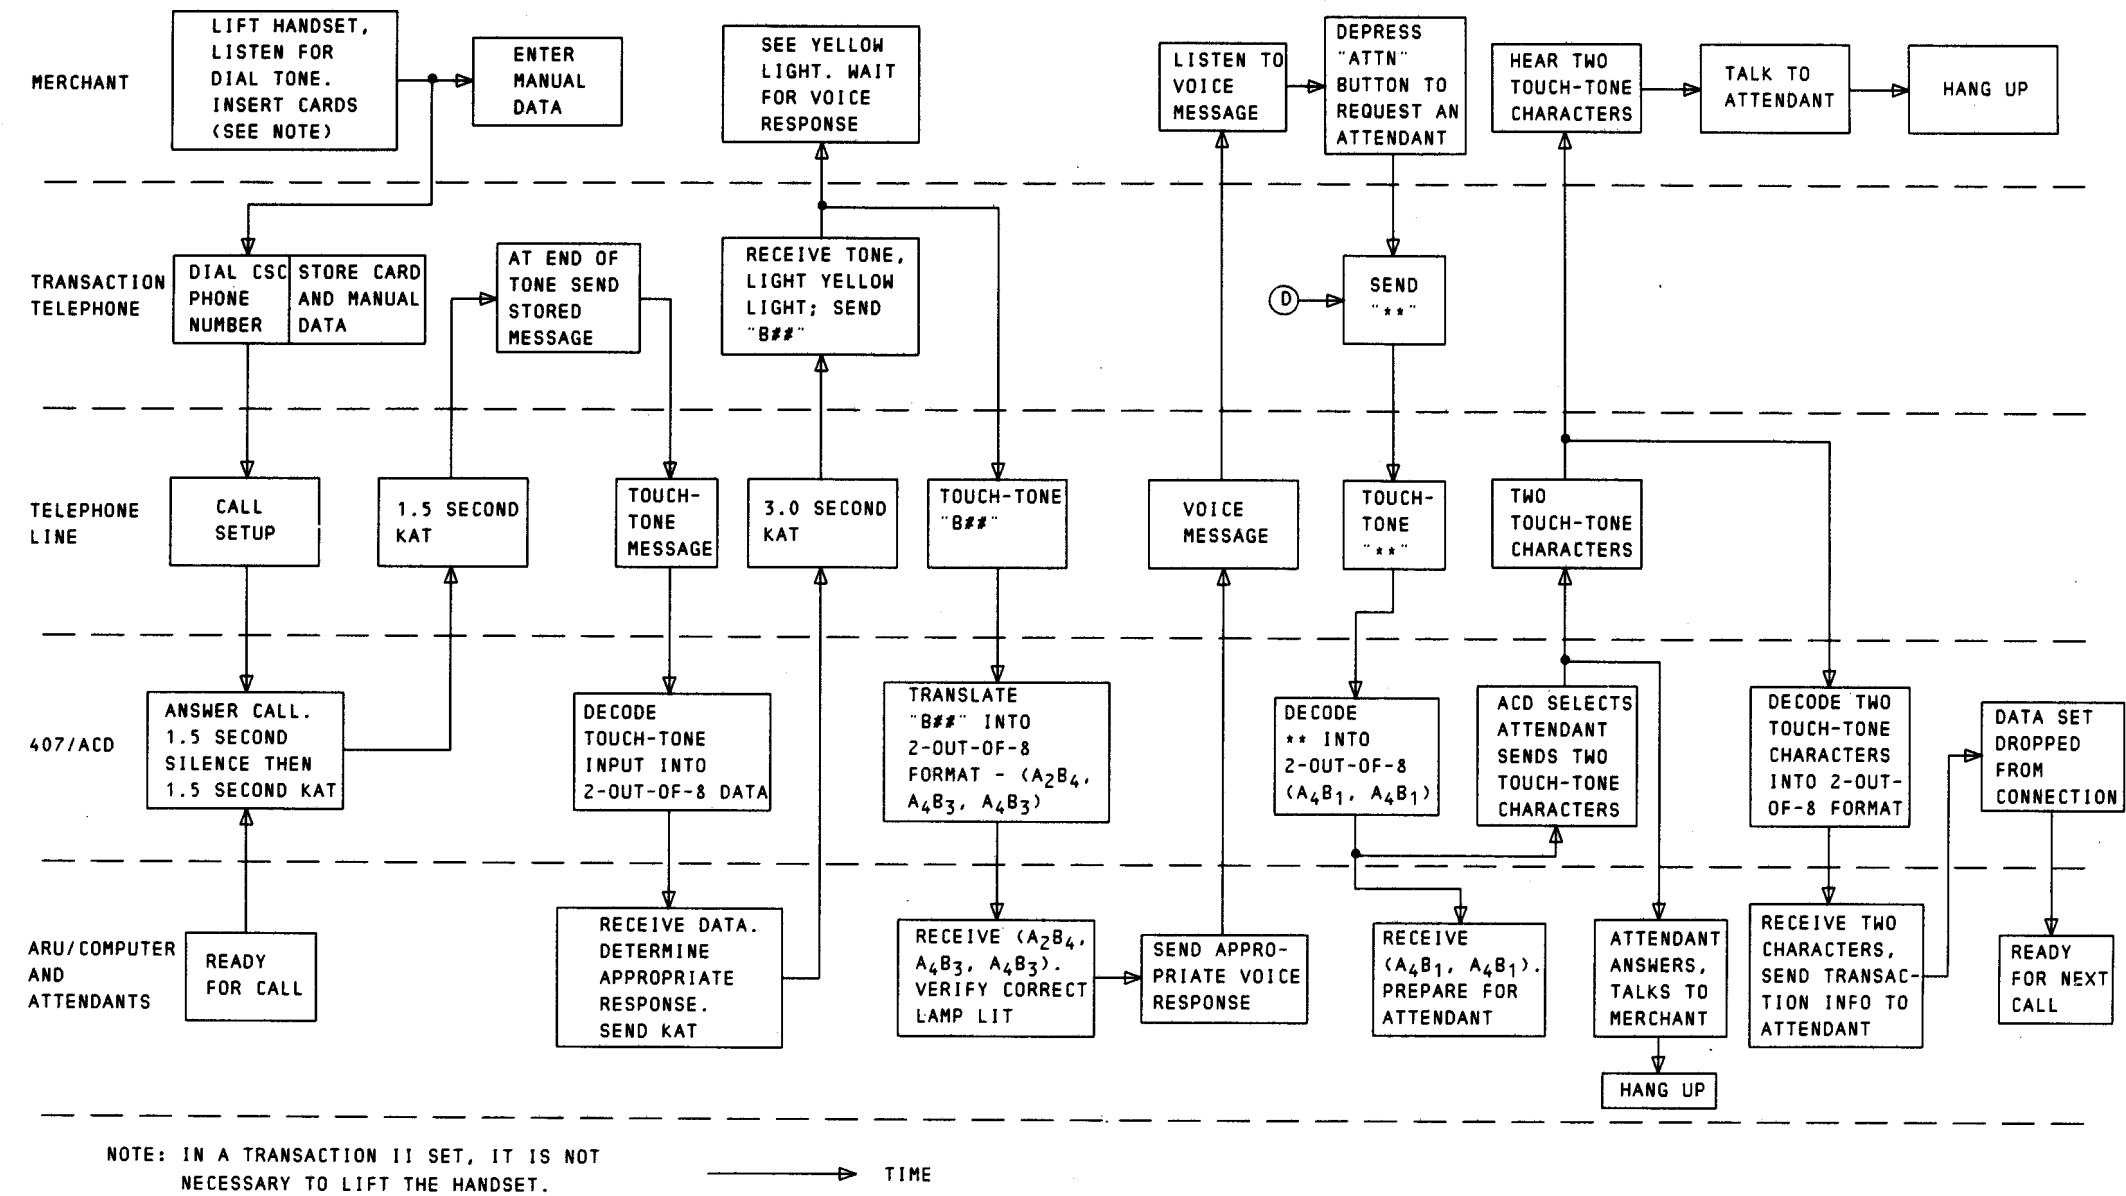 MERCHANT
LIFT HANDSET,
LISTEN FOR
DIAL TONE.
INSERT CARDS
(SEE NOTE)
ENTER
MANUAL
DATA
SEE YELLOW
LIGHT. WAIT
FOR VOICE
RESPONSE
LISTEN TO
VOICE
MESSAGE
DEPRESS
"ATTN"
BUTTON TO
REQUEST AN
ATTENDANT
HEAR TWO
TOUCH-TONE
CHARACTERS
TALK TO
ATTENDANT
HANG UP
TRANSACTION
TELEPHONE
DIAL CSC
PHONE
NUMBER
STORE CARD
AND MANUAL
DATA
AT END OF
TONE SEND
STORED
MESSAGE
RECEIVE TONE,
LIGHT YELLOW
LIGHT; SEND
"B##"
D
SEND
"**"
TELEPHONE
LINE
CALL
SETUP
1.5 SECOND
KAT
TOUCH-
TONE
MESSAGE
3.0 SECOND
KAT
TOUCH-TONE
"B##"
VOICE
MESSAGE
TOUCH-
TONE
"**"
TWO
TOUCH-TONE
CHARACTERS
407/ACD
ANSWER CALL.
1.5 SECOND
SILENCE THEN
1.5 SECOND KAT
DECODE
TOUCH-TONE
INPUT INTO
2-OUT-OF-8 DATA
TRANSLATE
"B##" INTO
2-OUT-OF-8
FORMAT - (A2B4,
A4B3, A4B3)
DECODE
** INTO
2-OUT-OF-8
(A4B1, A4B1)
ACD SELECTS
ATTENDANT
SENDS TWO
TOUCH-TONE
CHARACTERS
DECODE TWO
TOUCH-TONE
CHARACTERS
INTO 2-OUT-
OF-8 FORMAT
DATA SET
DROPPED
FROM
CONNECTION
ARU/COMPUTER
AND
ATTENDANTS
READY
FOR CALL
RECEIVE DATA.
DETERMINE
APPROPRIATE
RESPONSE.
SEND KAT
RECEIVE (A2B4,
A4B3, A4B3).
VERIFY CORRECT
LAMP LIT
SEND APPRO-
PRIATE VOICE
RESPONSE
RECEIVE
(A4B1, A4B1).
PREPARE FOR
ATTENDANT
ATTENDANT
ANSWERS,
TALKS TO
MERCHANT
HANG UP
RECEIVE TWO
CHARACTERS,
SEND TRANSAC-
TION INFO TO
ATTENDANT
READY
FOR NEXT
CALL
NOTE: IN A TRANSACTION II SET, IT IS NOT
NECESSARY TO LIFT THE HANDSET.
TIME